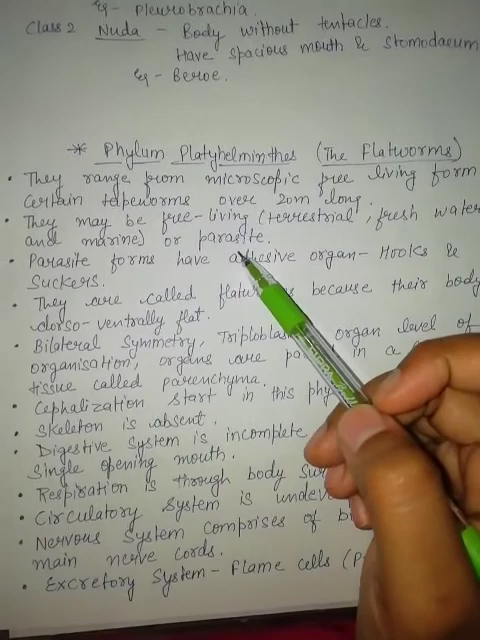 Eg - Pleurobrachia.
Class 2 Nuda - Body without tentacles.
Have spacious mouth & Stomodaeum
Eg - Beroe.
* Phylum Platyhelminthes (The Flatworms)
• They range from microscopic free living form
certain tapeworms over 20m long.
• They may be free-living (terrestrial, fresh water
and marine) or parasite.
• Parasite forms have adhesive organ - Hooks &
Suckers.
• They are called because their body
dorso-ventrally flat.
• Bilateral Symmetry, organ level of
organisation, organs are in a
tissue called parenchyma.
• Cephalization start in this
• Skeleton is absent.
• Digestive System is incomplete
Single opening mouth.
• Respiration is through body
• Circulatory System is
• Nervous System comprises of
main nerve cords.
• Excretory System - Flame cells (